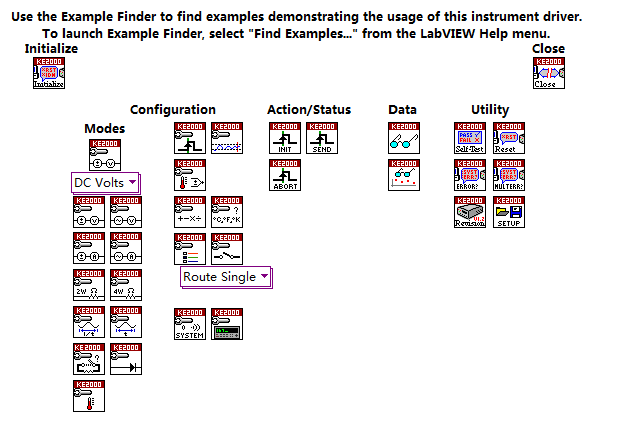 Use the Example Finder to find examples demonstrating the usage of this instrument driver.
To launch Example Finder, select "Find Examples..." from the LabVIEW Help menu.
Initialize Close
KE2000 KE2000
Initialize Close
Configuration Action/Status Data Utility
Modes
KE2000 KE2000 KE2000 KE2000 KE2000 KE2000 KE2000
INIT SEND Self-Test Reset
KE2000
DC Volts
KE2000 KE2000 KE2000 KE2000 KE2000
ABORT ERROR? MULTERR?
KE2000 KE2000 KE2000 KE2000 KE2000 KE2000
+-×÷ °C,°F,°K Revision SETUP
KE2000 KE2000 KE2000 KE2000
Route Single
KE2000 KE2000
2W Ω 4W Ω
KE2000 KE2000 KE2000 KE2000
1/t t SYSTEM
KE2000 KE2000
KE2000